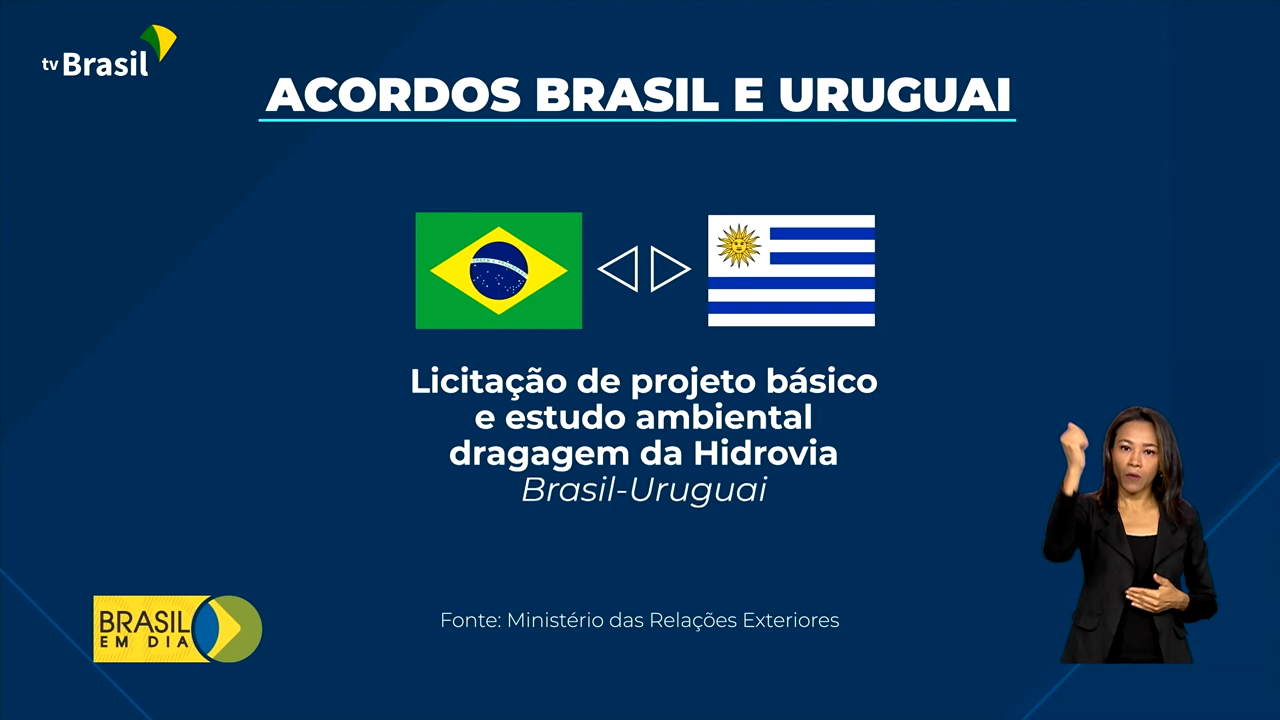 tv Brasil
ACORDOS BRASIL E URUGUAI
Licitação de projeto básico
e estudo ambiental
dragagem da Hidrovia
Brasil-Uruguai
BRASIL
EM DIA
Fonte: Ministério das Relações Exteriores